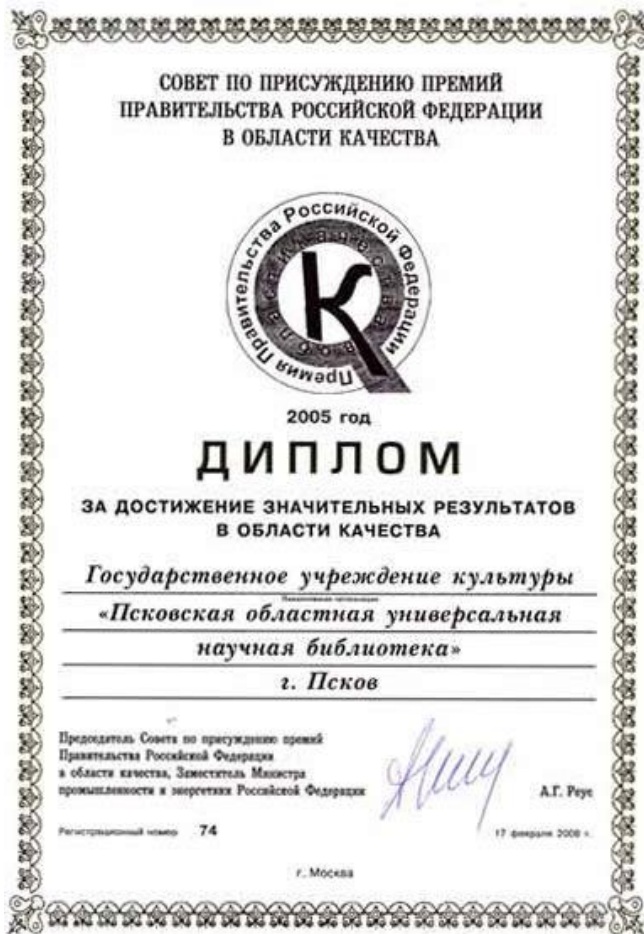 СОВЕТ ПО ПРИСУЖДЕНИЮ ПРЕМИЙ
ПРАВИТЕЛЬСТВА РОССИЙСКОЙ ФЕДЕРАЦИИ
В ОБЛАСТИ КАЧЕСТВА
Премия Правительства Российской Федерации
в области качества
К
2005 год
ДИПЛОМ
ЗА ДОСТИЖЕНИЕ ЗНАЧИТЕЛЬНЫХ РЕЗУЛЬТАТОВ
В ОБЛАСТИ КАЧЕСТВА
Государственное учреждение культуры
«Псковская областная универсальная
научная библиотека»
г. Псков
Председатель Совета по присуждению премий
Правительства Российской Федерации
в области качества, Заместитель Министра
промышленности и энергетики Российской Федерации
А.Г. Реус
Регистрационный номер 74
17 февраля 2006 г.
г. Москва